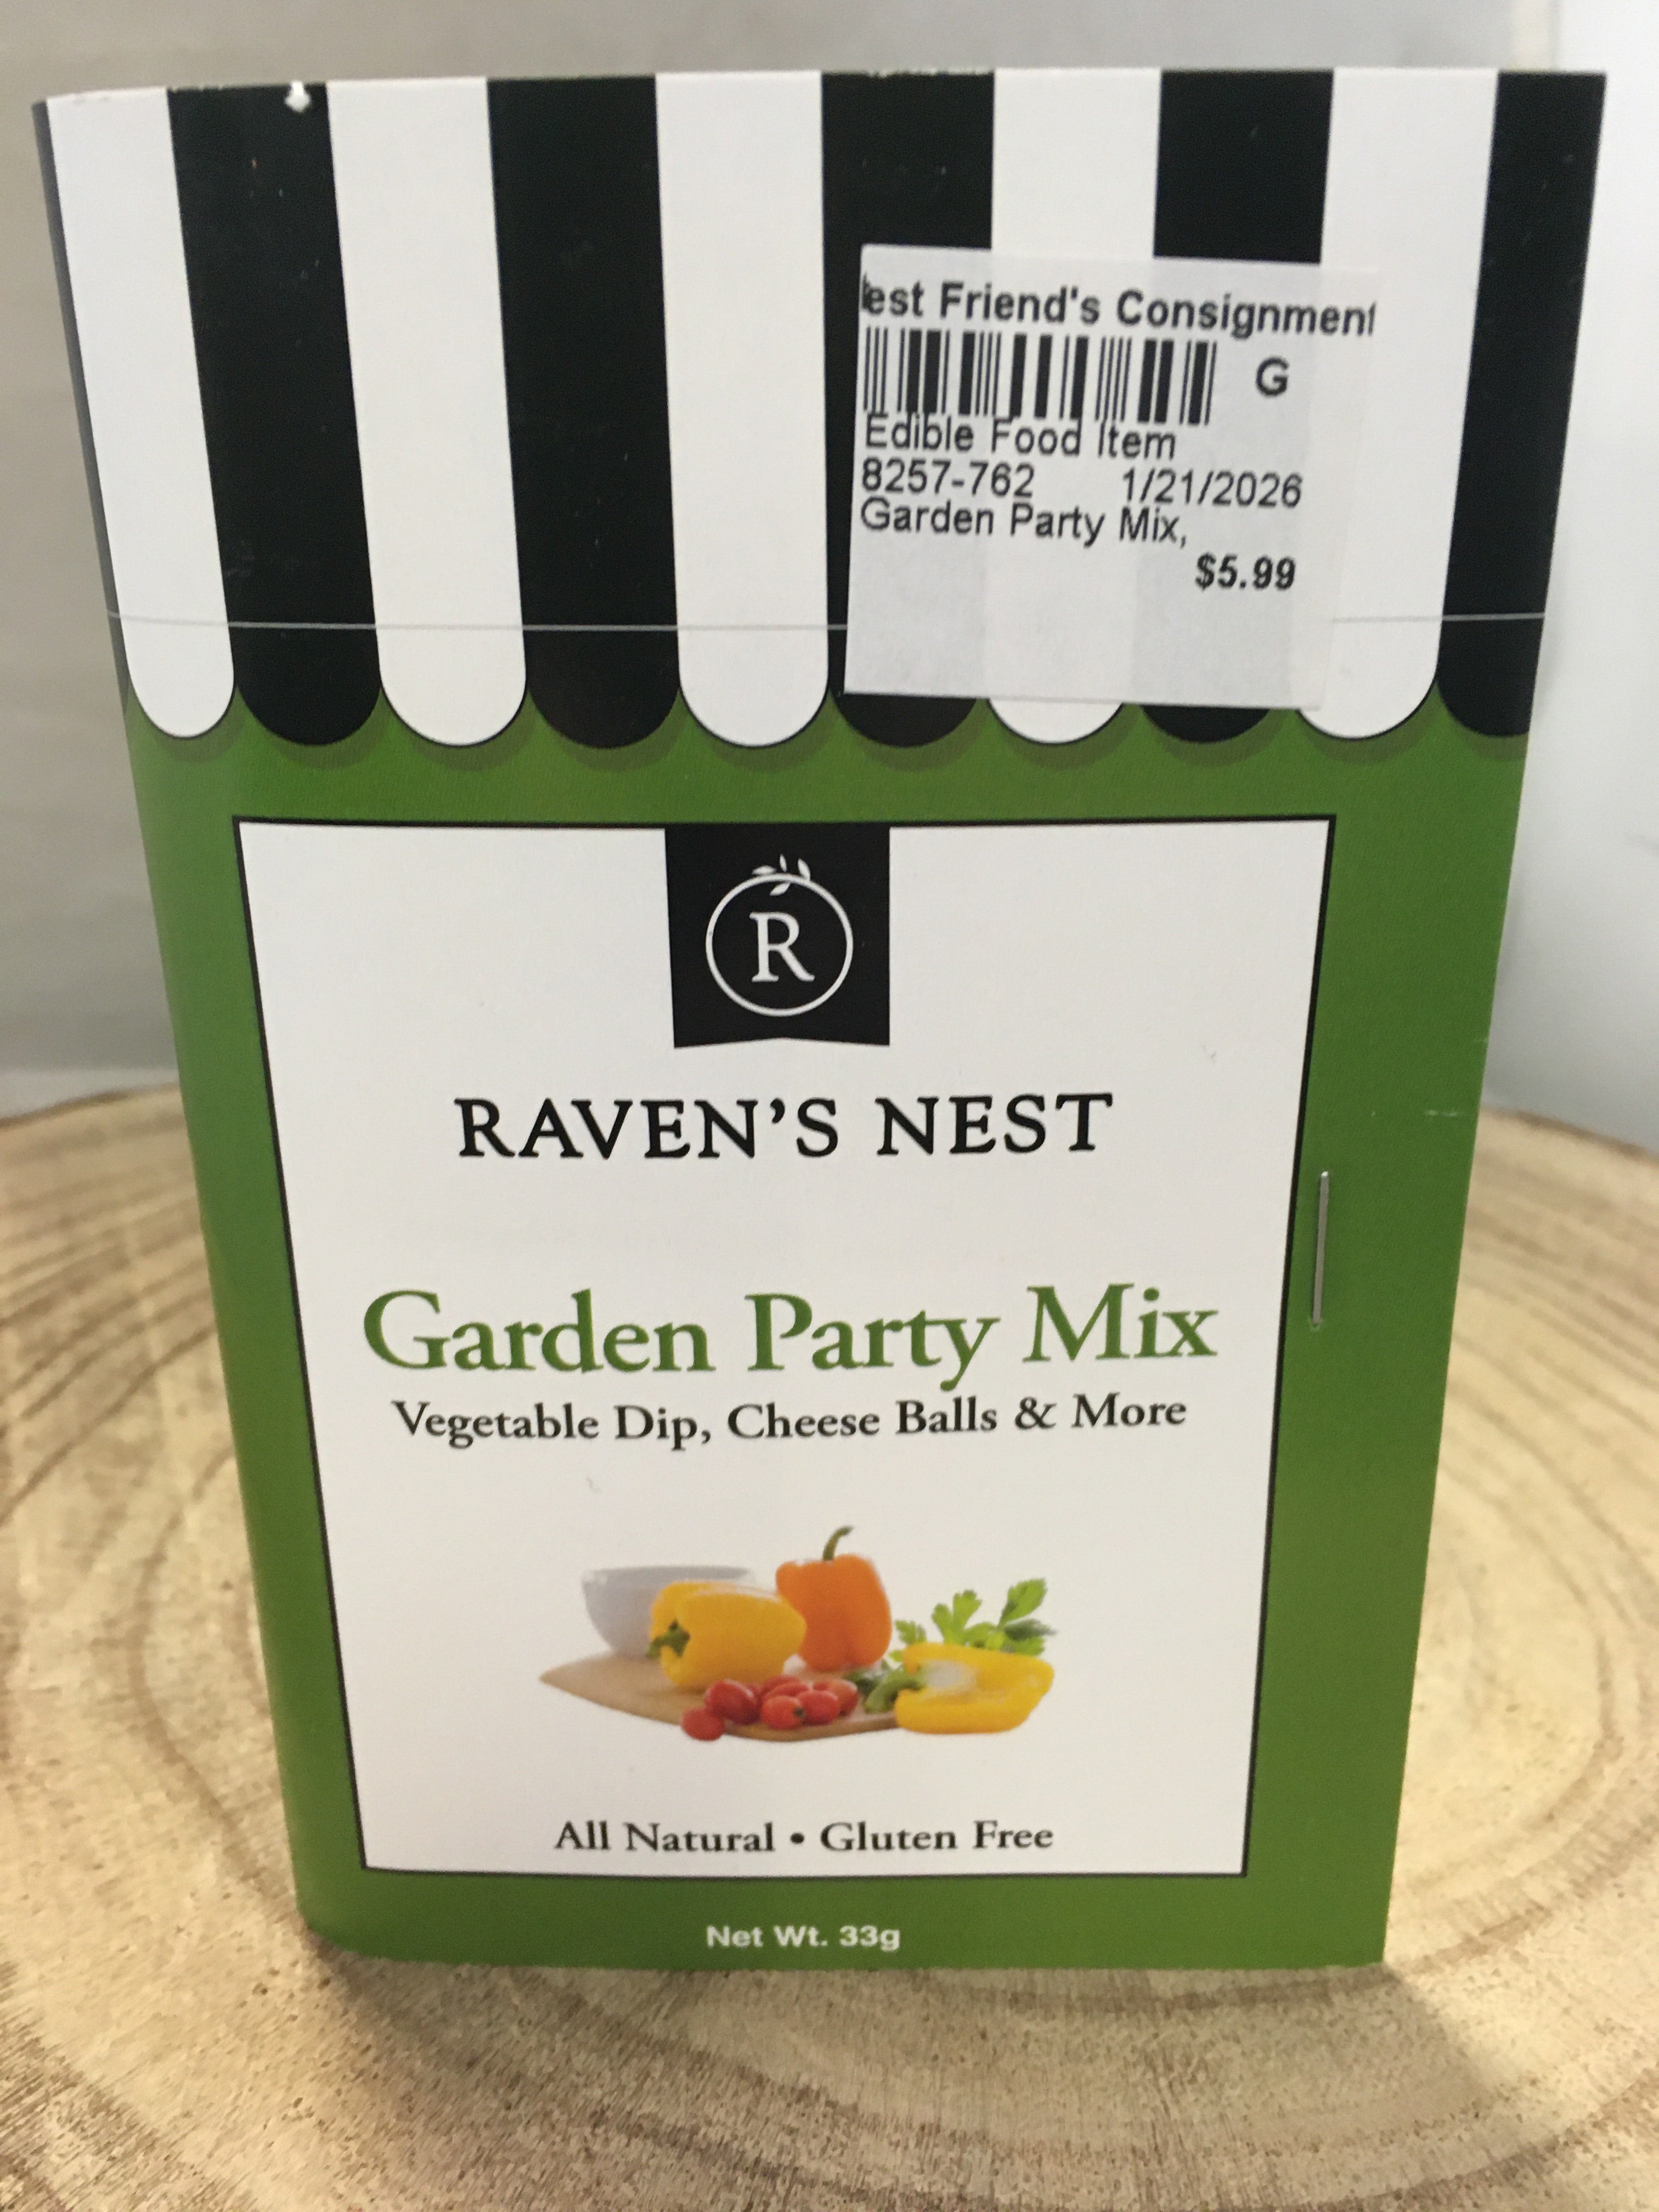 est Friend's Consignment
G
Edible Food Item
8257-762 1/21/2026
Garden Party Mix,
$5.99
R
RAVEN'S NEST
Garden Party Mix
Vegetable Dip, Cheese Balls & More
All Natural • Gluten Free
Net Wt. 33g